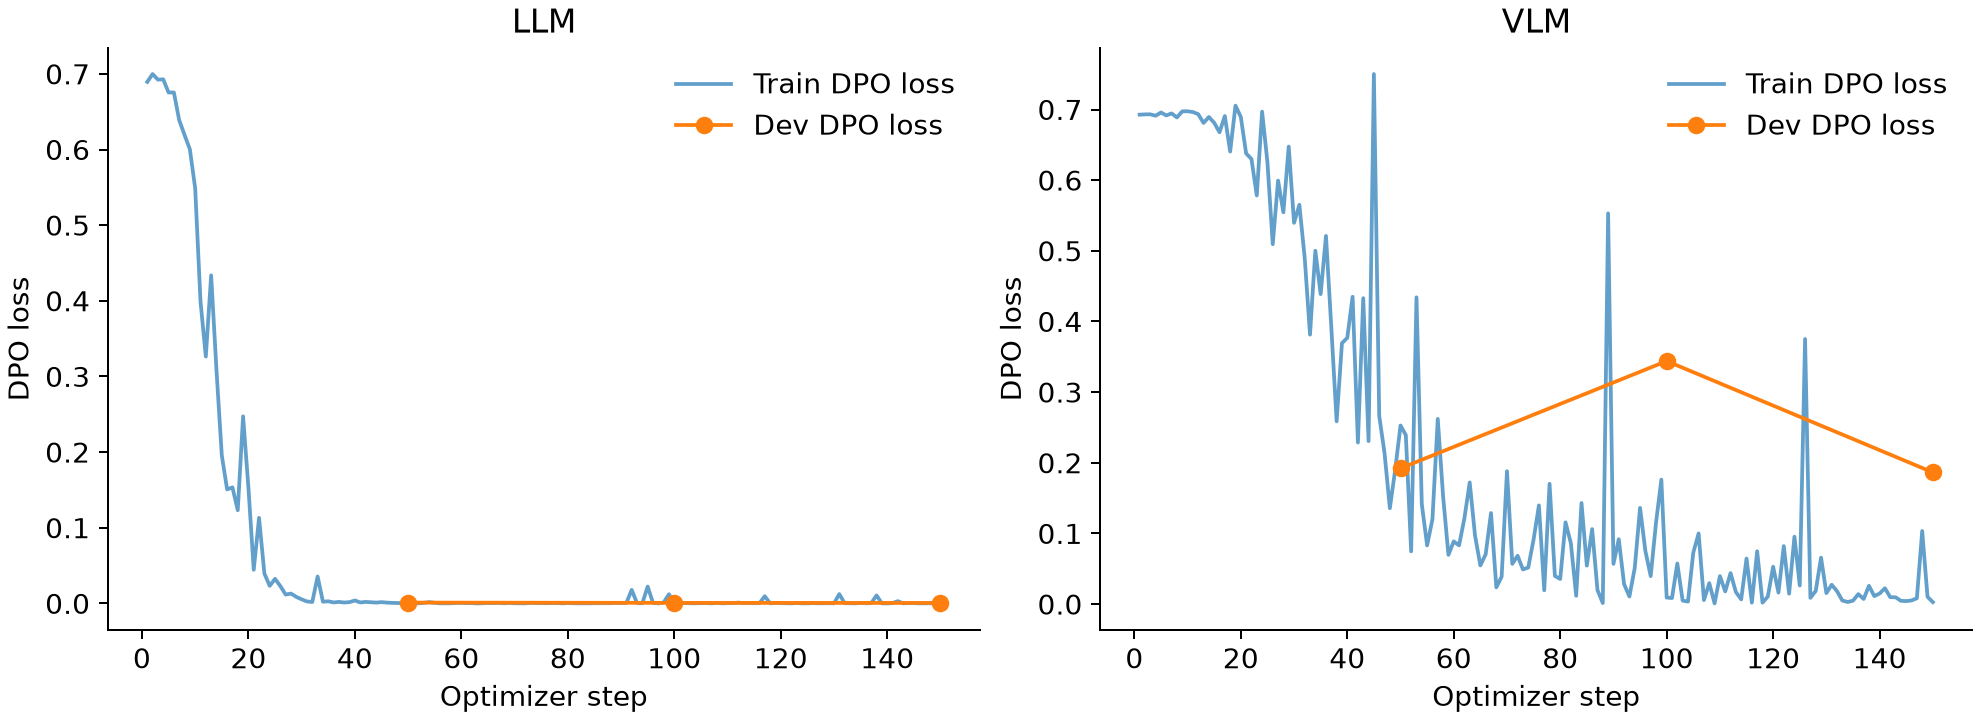 LLM
DPO loss
0.7
0.6
0.5
0.4
0.3
0.2
0.1
0.0
Train DPO loss
Dev DPO loss
0 20 40 60 80 100 120 140
Optimizer step
VLM
DPO loss
0.7
0.6
0.5
0.4
0.3
0.2
0.1
0.0
Train DPO loss
Dev DPO loss
0 20 40 60 80 100 120 140
Optimizer step